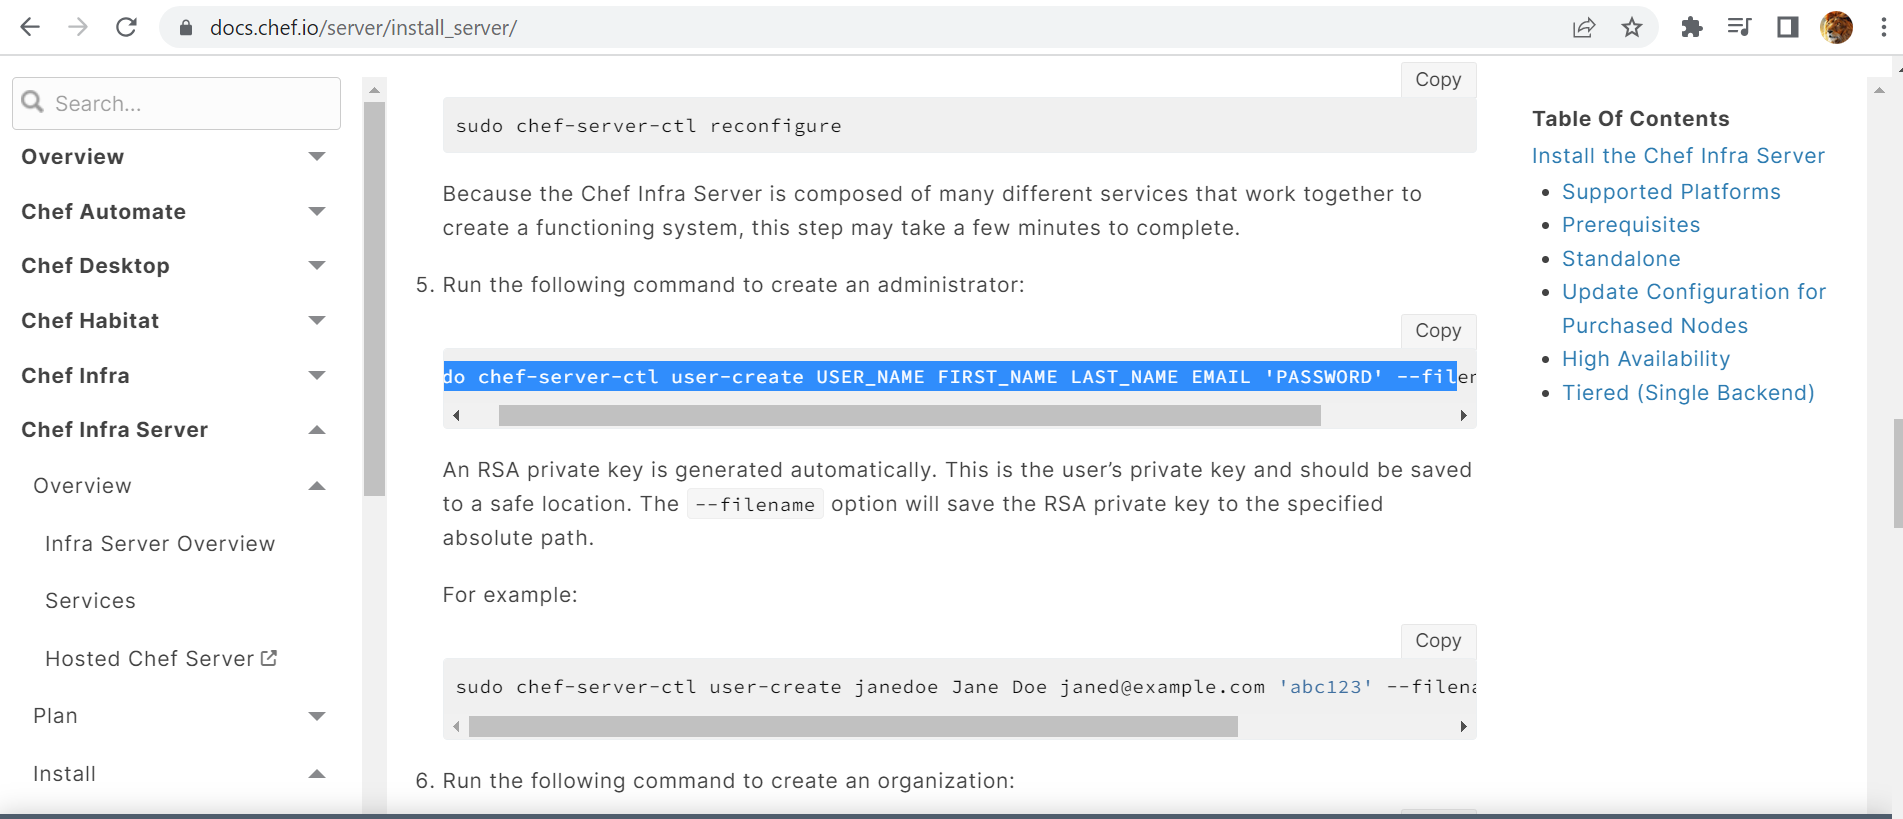 docs.chef.io/server/install_server/
Search...
Overview
Chef Automate
Chef Desktop
Chef Habitat
Chef Infra
Chef Infra Server
Overview
Infra Server Overview
Services
Hosted Chef Server
Plan
Install
Copy
sudo chef-server-ctl reconfigure
Because the Chef Infra Server is composed of many different services that work together to
create a functioning system, this step may take a few minutes to complete.
5. Run the following command to create an administrator:
Copy
do chef-server-ctl user-create USER_NAME FIRST_NAME LAST_NAME EMAIL 'PASSWORD' --filen
An RSA private key is generated automatically. This is the user’s private key and should be saved
to a safe location. The --filename option will save the RSA private key to the specified
absolute path.
For example:
Copy
sudo chef-server-ctl user-create janedoe Jane Doe janed@example.com 'abc123' --filena
6. Run the following command to create an organization:
Table Of Contents
Install the Chef Infra Server
• Supported Platforms
• Prerequisites
• Standalone
• Update Configuration for
Purchased Nodes
• High Availability
• Tiered (Single Backend)